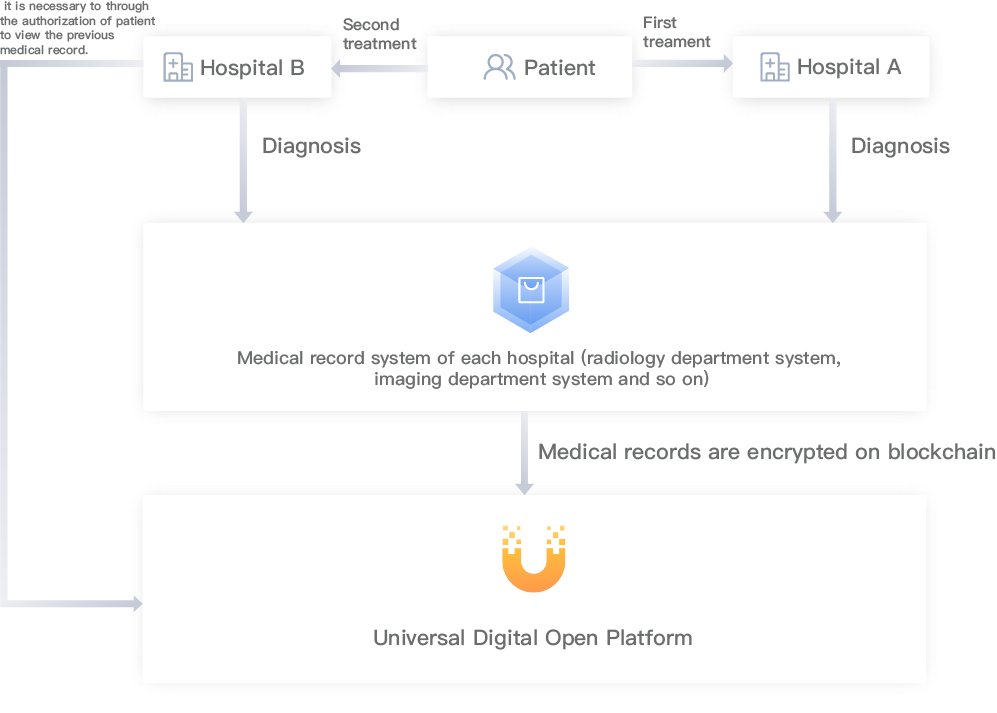 it is necessary to through
the authorization of patient
to view the previous
medical record.
Second
treatment
First
treament
Hospital B
Patient
Hospital A
Diagnosis
Diagnosis
Medical record system of each hospital (radiology department system,
imaging department system and so on)
Medical records are encrypted on blockchain
Universal Digital Open Platform